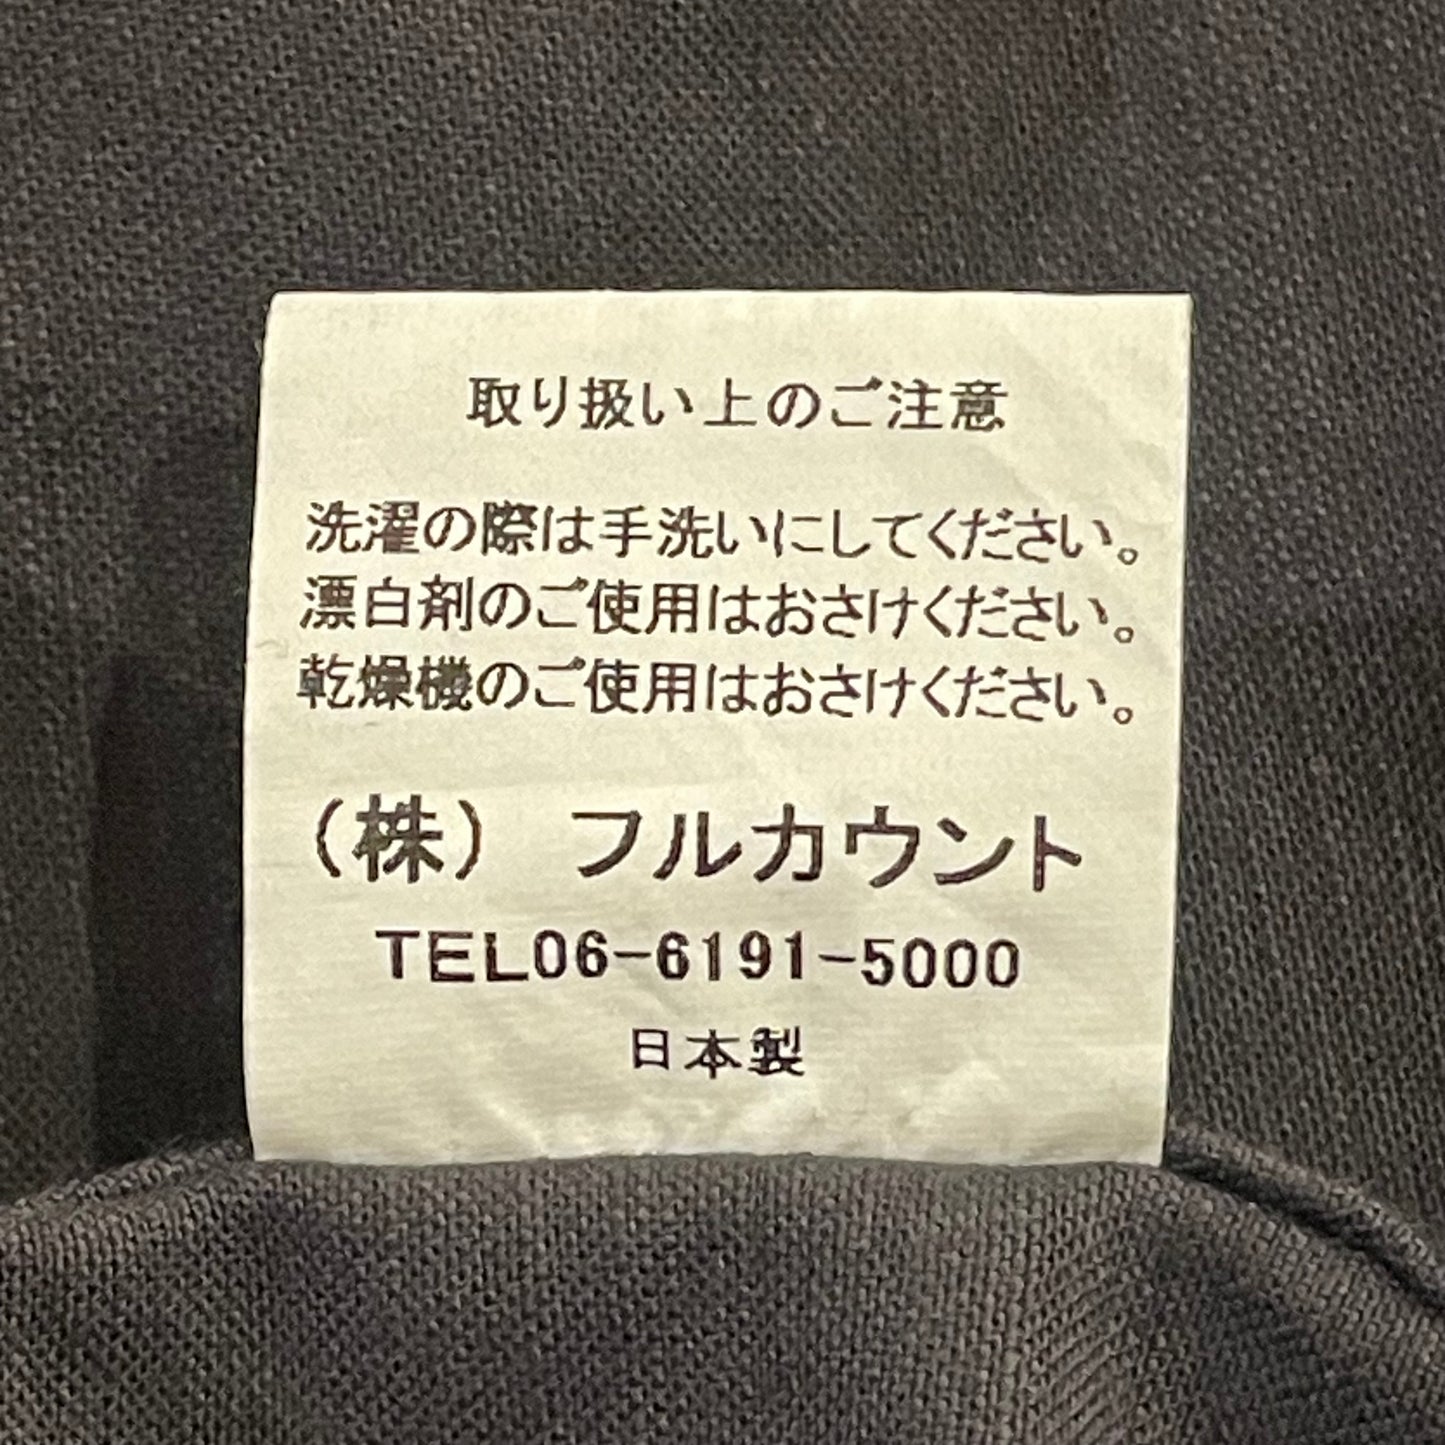 取り扱い上のご注意
洗濯の際は手洗いにしてください。
漂白剤のご使用はおさけください。
乾燥機のご使用はおさけください。
（株）フルカウント
TEL06-6191-5000
日本製